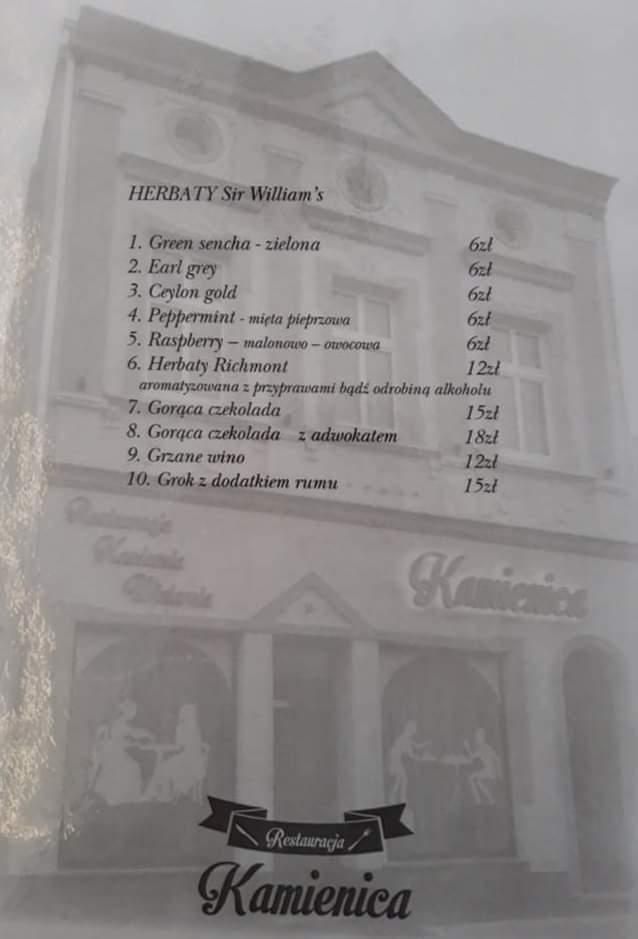 HERBATY Sir William's
1. Green sencha - zielona 6zł
2. Earl grey 6zł
3. Ceylon gold 6zł
4. Peppermint - mięta pieprzowa 6zł
5. Raspberry – malonowo – owocowa 6zł
6. Herbaty Richmont 12zł
aromatyzowana z przyprawami bądź odrobiną alkoholu
7. Gorąca czekolada 15zł
8. Gorąca czekolada z adwokatem 18zł
9. Grzane wino 12zł
10. Grok z dodatkiem rumu 15zł
Restauracja
Kamienica
Kamienica
Restauracja
Kamienica